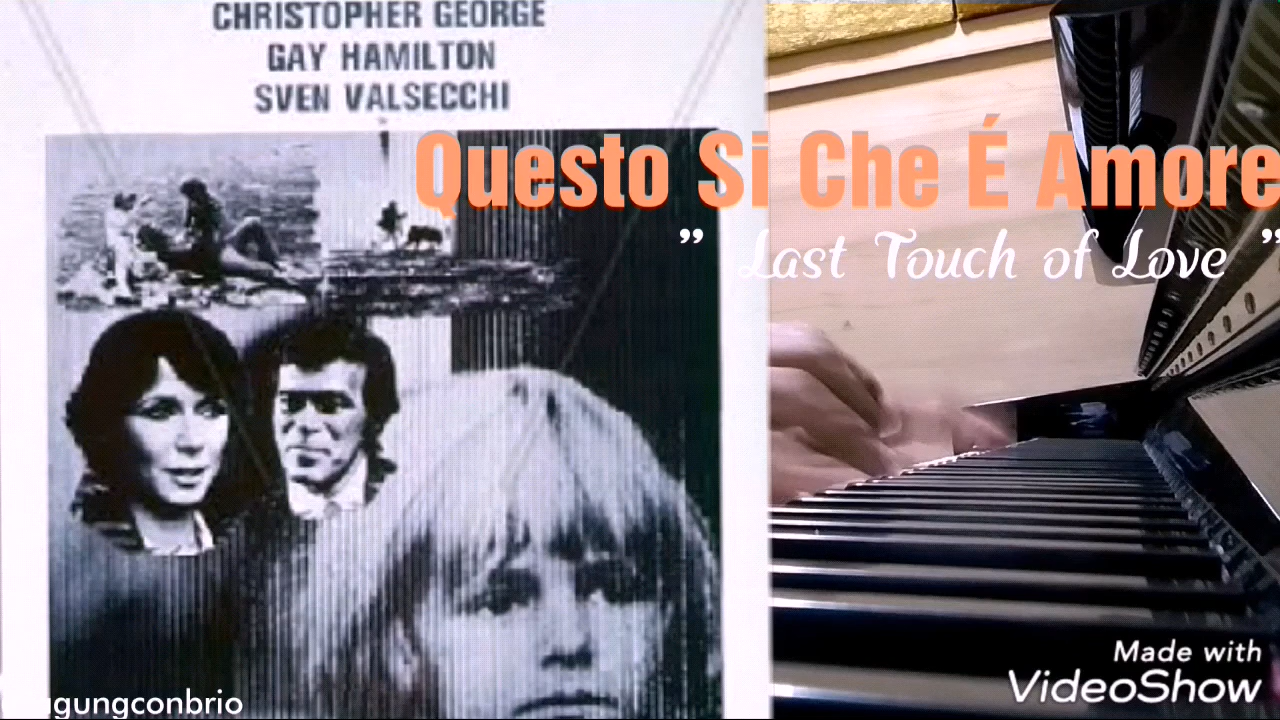 CHRISTOPHER GEORGE
GAY HAMILTON
SVEN VALSECCHI
Questo Si Che É Amore
" Last Touch of Love "
Made with
VideoShow